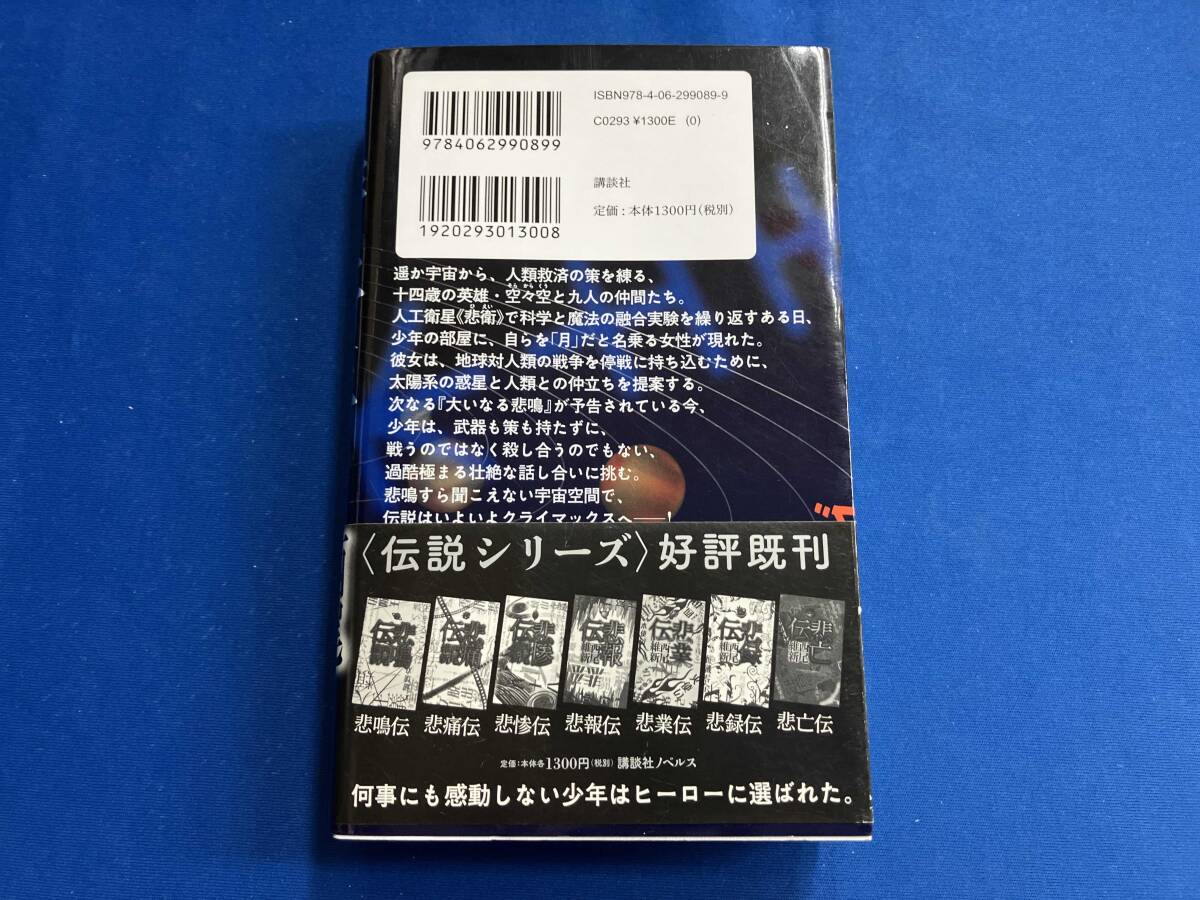 ISBN978-4-06-299089-9
C0293 ¥1300E (0)
9784062990899
講談社
定価：本体1300円（税別）
1920293013008
遥か宇宙から、人類救済の策を練る、
そらからくう
十四歳の英雄・空々空と九人の仲間たち。
ひえい
人工衛星《悲衛》で科学と魔法の融合実験を繰り返すある日、
少年の部屋に、自らを「月」だと名乗る女性が現れた。
彼女は、地球対人類の戦争を停戦に持ち込むために、
太陽系の惑星と人類との仲立ちを提案する。
次なる『大いなる悲鳴』が予告されている今、
少年は、武器も策も持たずに、
戦うのではなく殺し合うのでもない、
過酷極まる壮絶な話し合いに挑む。
悲鳴すら聞こえない宇宙空間で、
伝説はいよいよクライマックスへ――！
〈伝説シリーズ〉好評既刊
悲鳴伝 悲痛伝 悲惨伝 悲報伝 悲業伝 悲録伝 悲亡伝
定価：本体各1300円（税別） 講談社ノベルス
何事にも感動しない少年はヒーローに選ばれた。